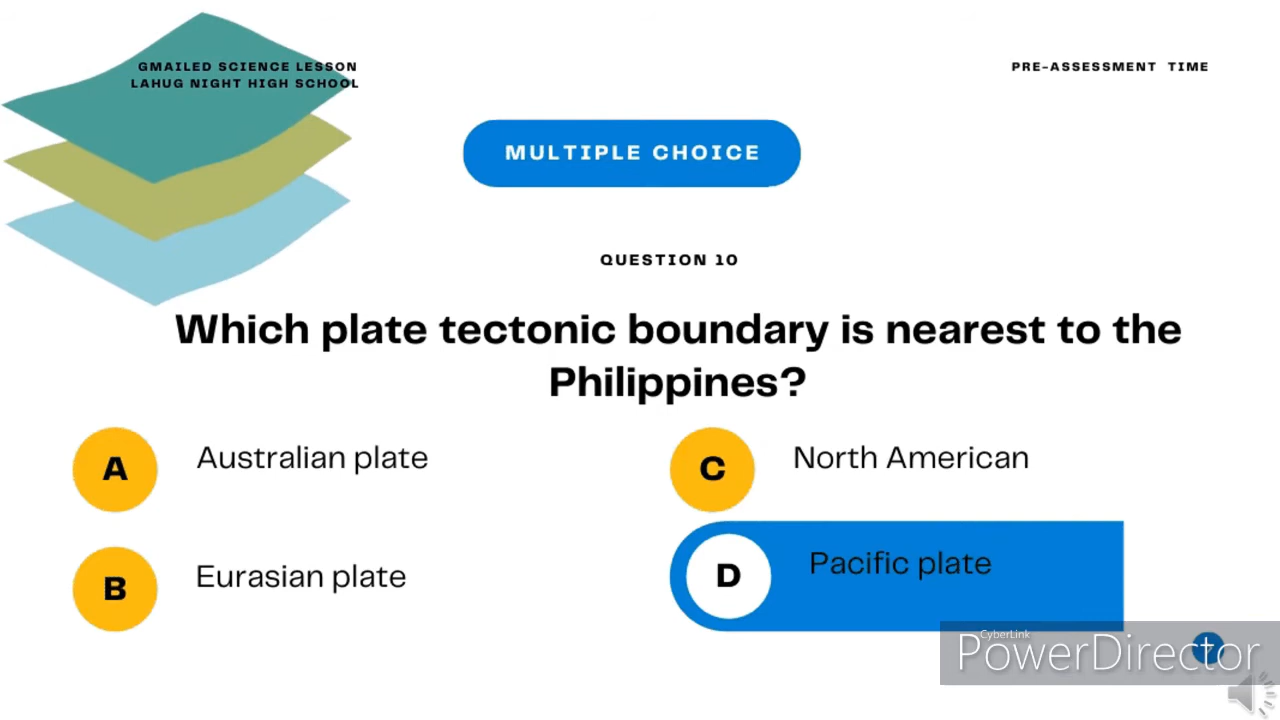 GMAILED SCIENCE LESSON
LAHUG NIGHT HIGH SCHOOL
PRE-ASSESSMENT TIME
MULTIPLE CHOICE
QUESTION 10
Which plate tectonic boundary is nearest to the
Philippines?
A Australian plate
B Eurasian plate
C North American
D Pacific plate
CyberLink
PowerDirector